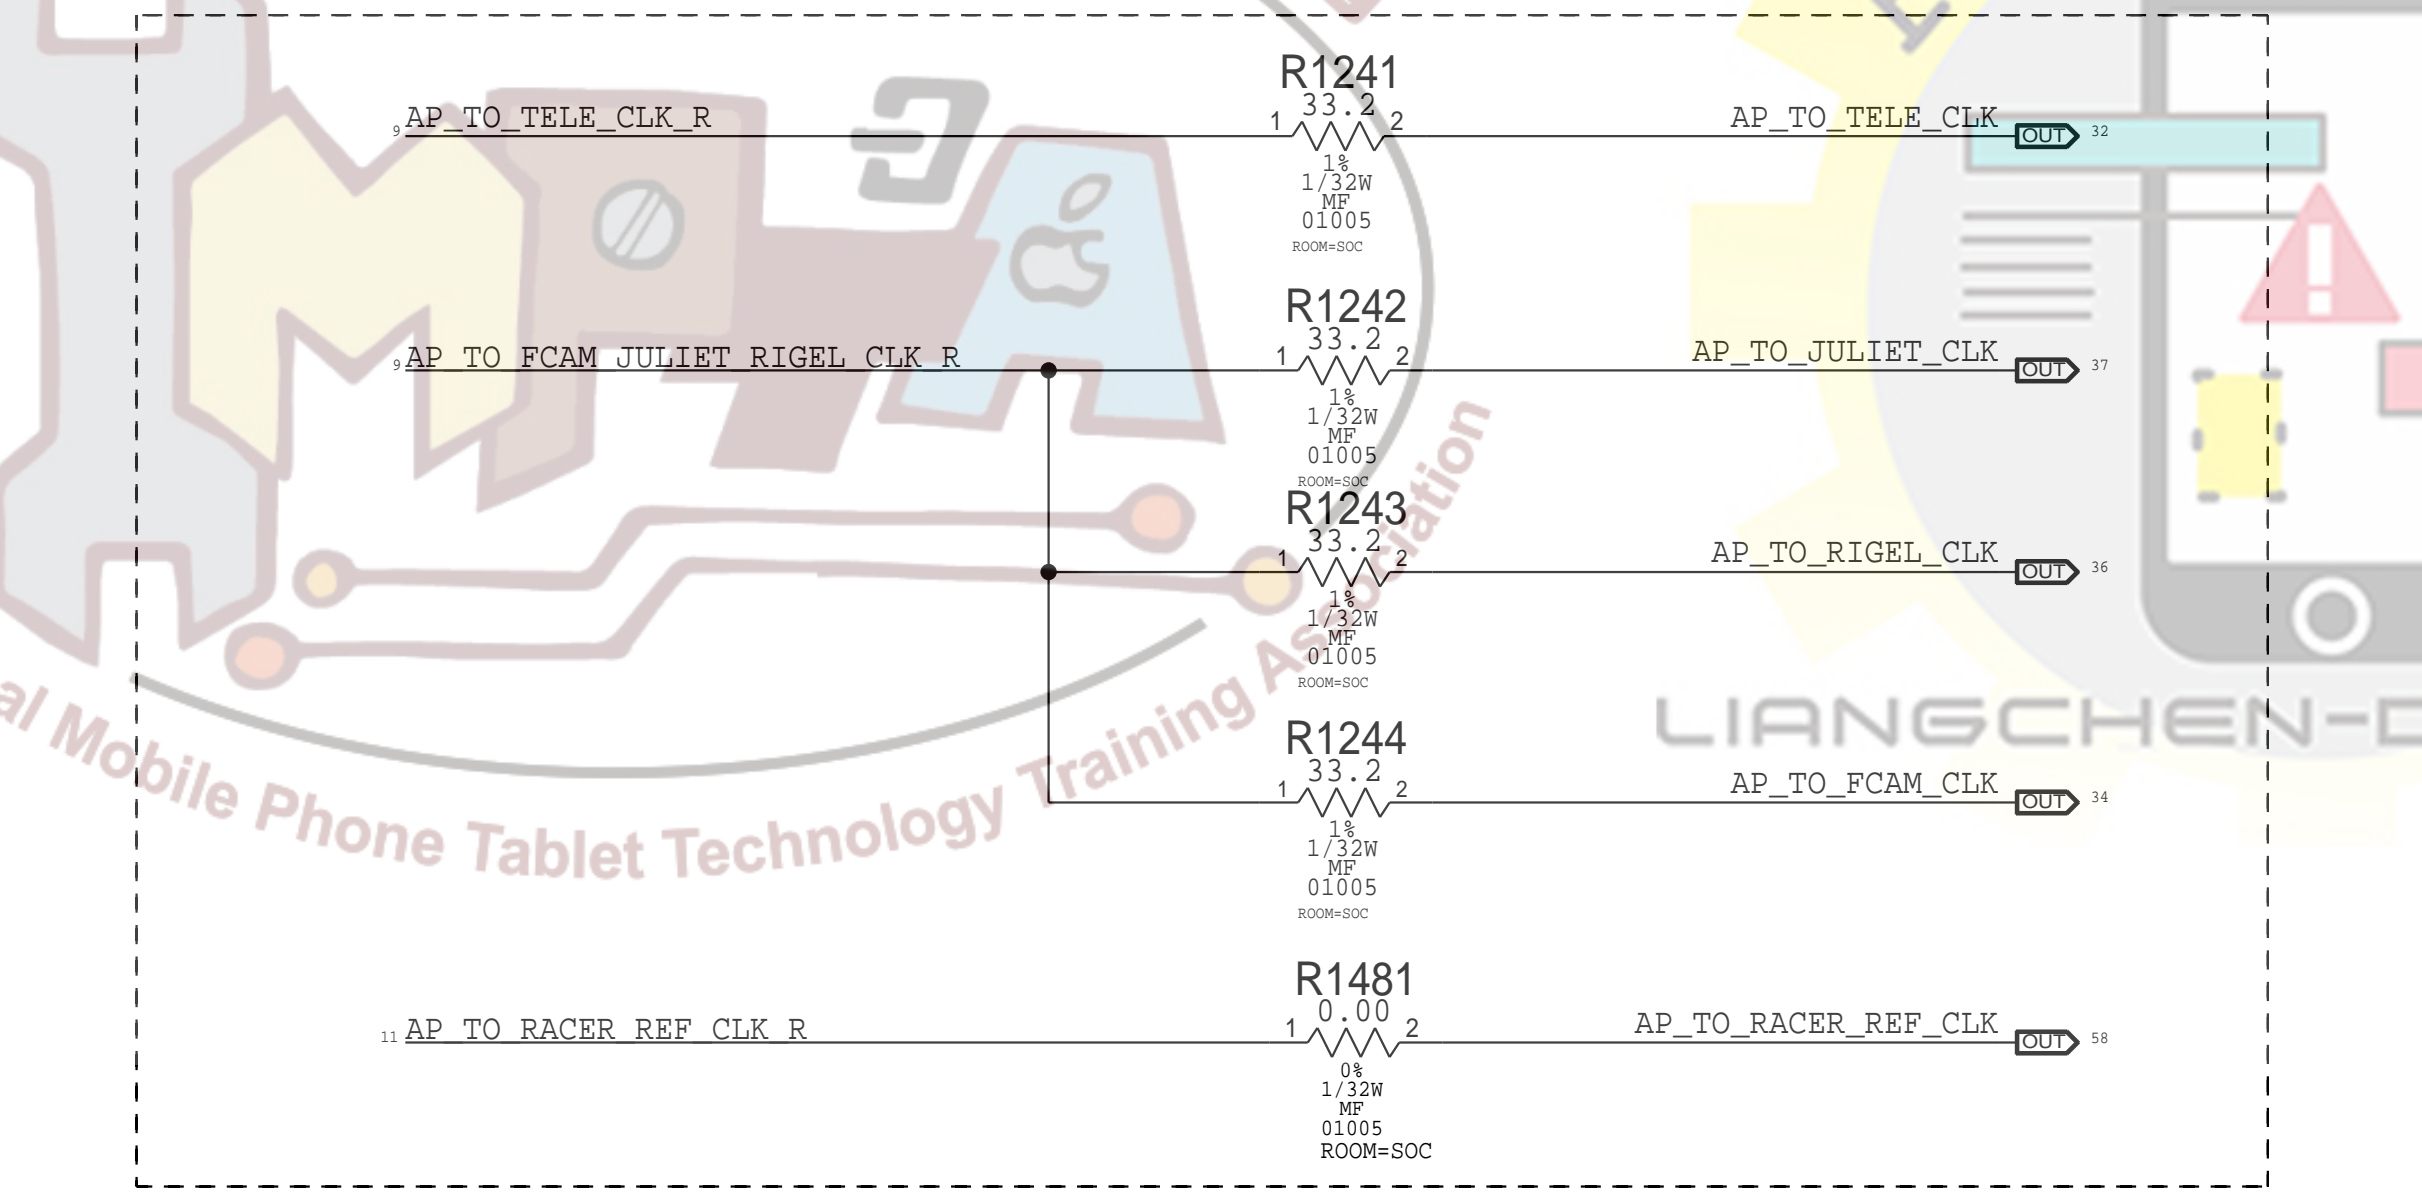 R1241
33.2
9 AP_TO_TELE_CLK_R 1 2 AP_TO_TELE_CLK OUT 32
1%
1/32W
MF
01005
ROOM=SOC
R1242
33.2
9 AP_TO_FCAM_JULIET_RIGEL_CLK_R 1 2 AP_TO_JULIET_CLK OUT 37
1%
1/32W
MF
01005
ROOM=SOC
R1243
33.2
1 2 AP_TO_RIGEL_CLK OUT 36
1%
1/32W
MF
01005
ROOM=SOC
R1244
33.2
1 2 AP_TO_FCAM_CLK OUT 34
1%
1/32W
MF
01005
ROOM=SOC
R1481
0.00
11 AP_TO_RACER_REF_CLK_R 1 2 AP_TO_RACER_REF_CLK OUT 58
0%
1/32W
MF
01005
ROOM=SOC
al Mobile Phone Tablet Technology Training Association
LIANGCHEN-